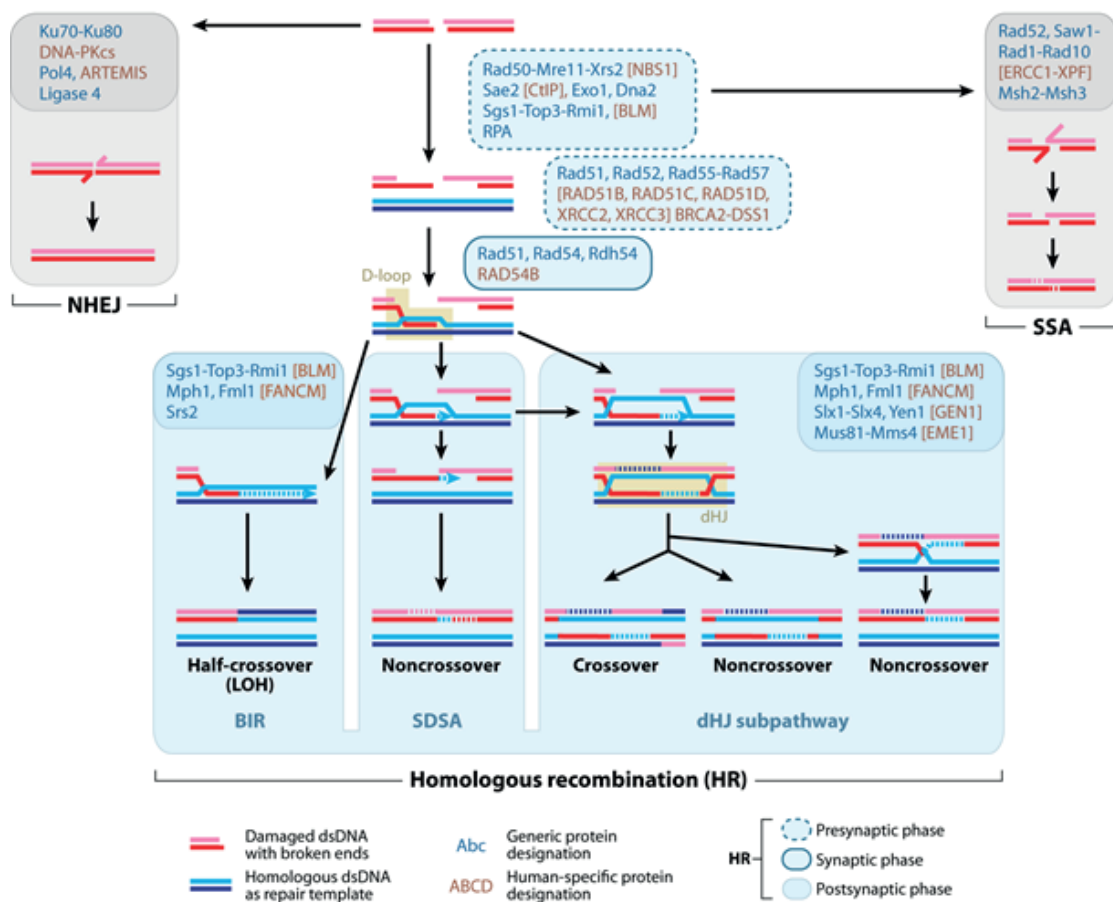 Ku70-Ku80
DNA-PKcs
Pol4, ARTEMIS
Ligase 4
NHEJ
Rad50-Mre11-Xrs2 [NBS1]
Sae2 [CtIP], Exo1, Dna2
Sgs1-Top3-Rmi1, [BLM]
RPA
Rad52, Saw1-
Rad1-Rad10
[ERCC1-XPF]
Msh2-Msh3
SSA
Rad51, Rad52, Rad55-Rad57
[RAD51B, RAD51C, RAD51D,
XRCC2, XRCC3] BRCA2-DSS1
Rad51, Rad54, Rdh54
RAD54B
D-loop
Sgs1-Top3-Rmi1 [BLM]
Mph1, Fml1 [FANCM]
Srs2
Sgs1-Top3-Rmi1 [BLM]
Mph1, Fml1 [FANCM]
Slx1-Slx4, Yen1 [GEN1]
Mus81-Mms4 [EME1]
dHJ
Half-crossover
(LOH)
Noncrossover
Crossover
Noncrossover
Noncrossover
BIR
SDSA
dHJ subpathway
Homologous recombination (HR)
Damaged dsDNA
with broken ends
Homologous dsDNA
as repair template
Abc
Generic protein
designation
ABCD
Human-specific protein
designation
HR
Presynaptic phase
Synaptic phase
Postsynaptic phase